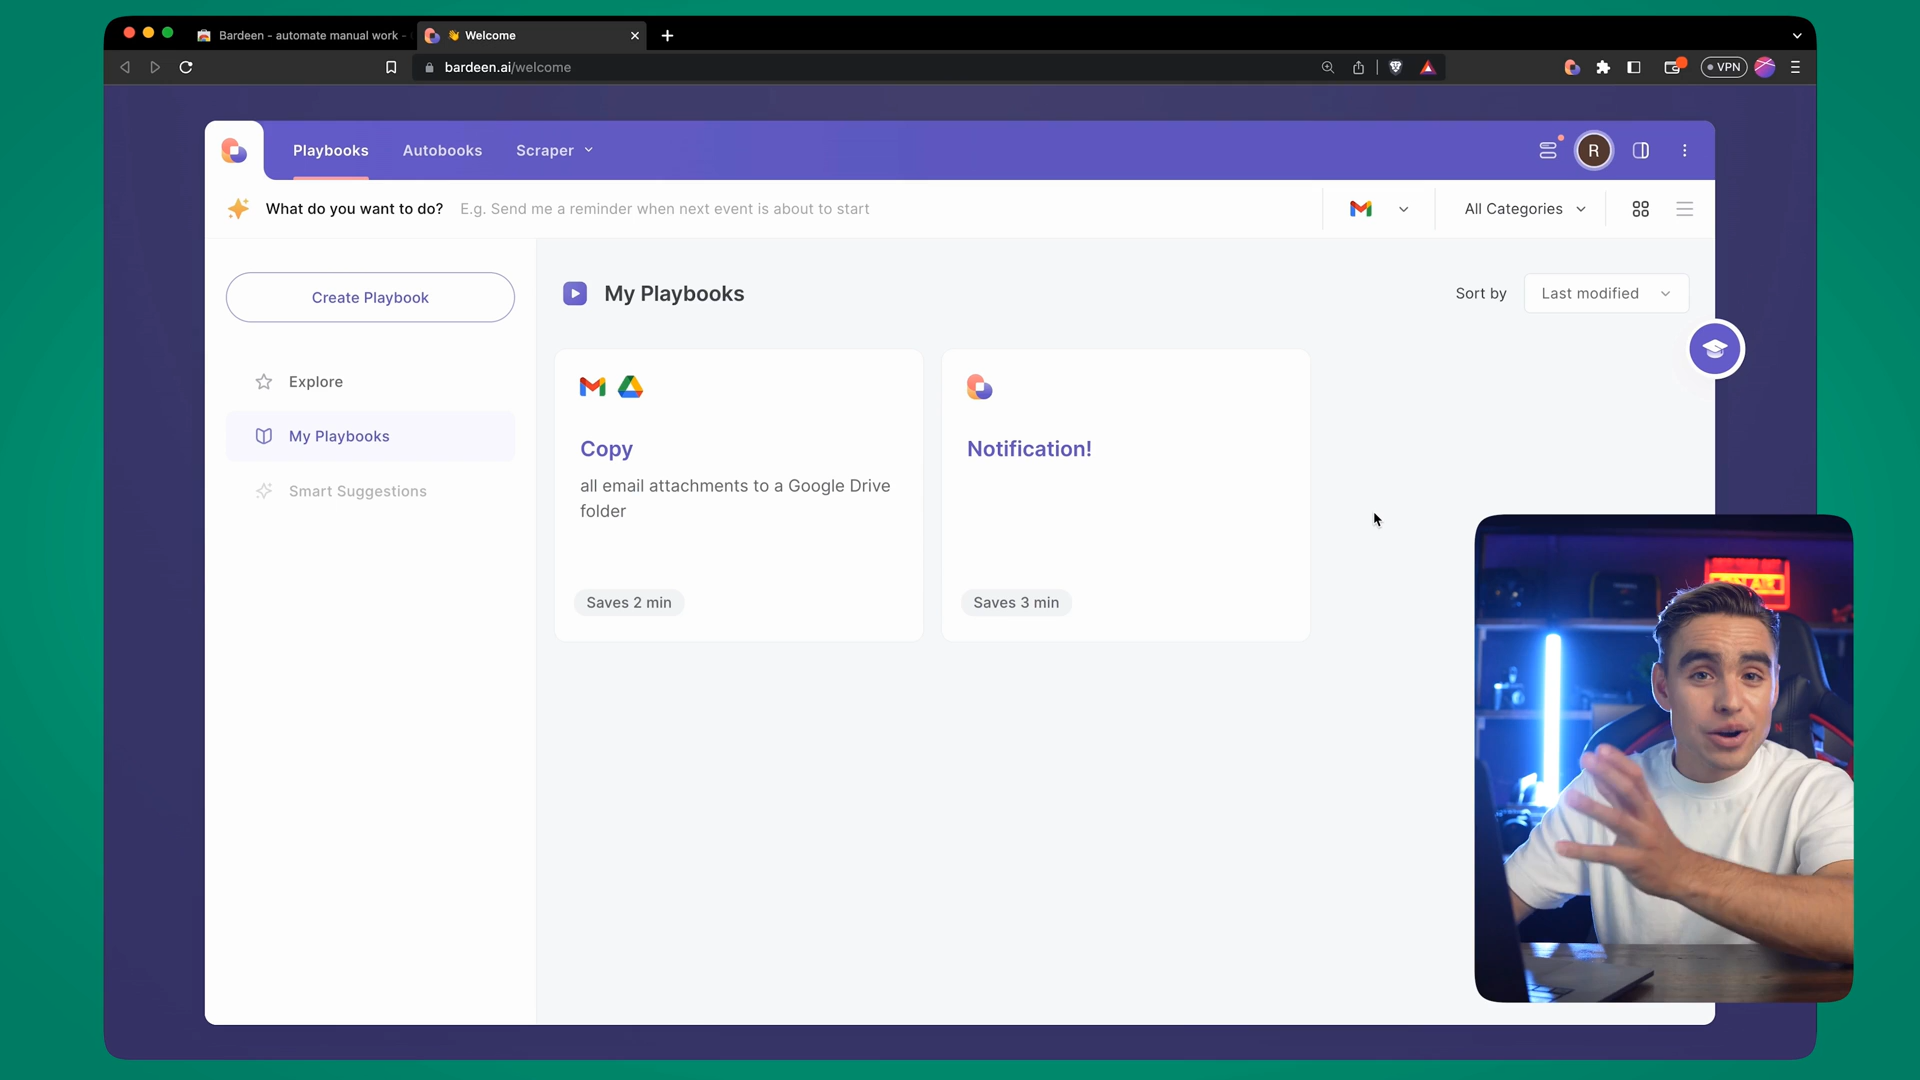 Bardeen - automate manual work -
👋 Welcome
bardeen.ai/welcome
VPN
Playbooks
Autobooks
Scraper
R
What do you want to do?
E.g. Send me a reminder when next event is about to start
All Categories
Create Playbook
My Playbooks
Sort by
Last modified
Explore
My Playbooks
Smart Suggestions
Copy
all email attachments to a Google Drive
folder
Saves 2 min
Notification!
Saves 3 min
ON AIR